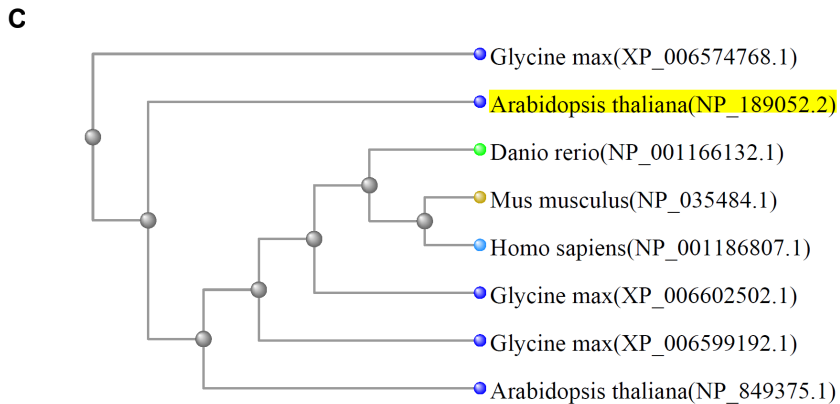 C
Glycine max(XP_006574768.1)
Arabidopsis thaliana(NP_189052.2)
Danio rerio(NP_001166132.1)
Mus musculus(NP_035484.1)
Homo sapiens(NP_001186807.1)
Glycine max(XP_006602502.1)
Glycine max(XP_006599192.1)
Arabidopsis thaliana(NP_849375.1)